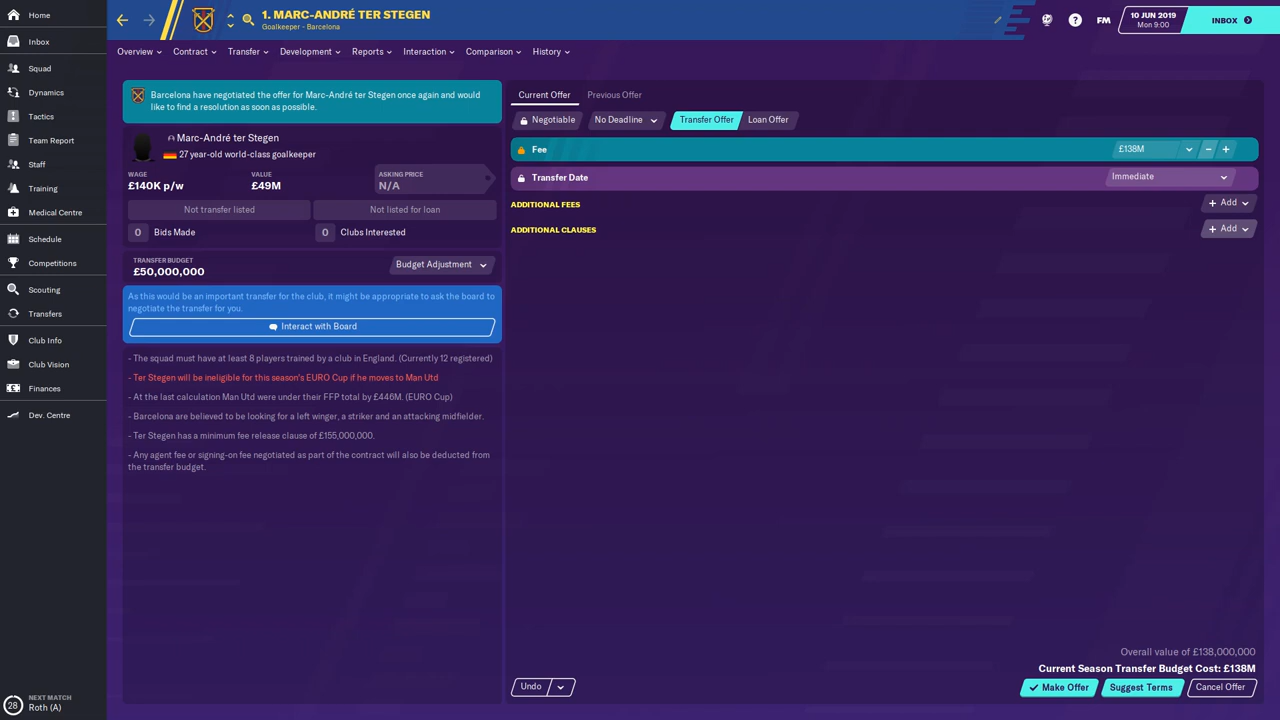 Home
Inbox
Squad
Dynamics
Tactics
Team Report
Staff
Training
Medical Centre
Schedule
Competitions
Scouting
Transfers
Club Info
Club Vision
Finances
Dev. Centre
28
NEXT MATCH
Roth (A)
1. MARC-ANDRÉ TER STEGEN
Goalkeeper - Barcelona
?
FM
10 JUN 2019
Mon 9:00
INBOX
Overview
Contract
Transfer
Development
Reports
Interaction
Comparison
History
Barcelona have negotiated the offer for Marc-André ter Stegen once again and would
like to find a resolution as soon as possible.
Marc-André ter Stegen
27 year-old world-class goalkeeper
WAGE
£140K p/w
VALUE
£49M
ASKING PRICE
N/A
Not transfer listed
Not listed for loan
0 Bids Made
0 Clubs Interested
TRANSFER BUDGET
£50,000,000
Budget Adjustment
As this would be an important transfer for the club, it might be appropriate to ask the board to
negotiate the transfer for you.
Interact with Board
- The squad must have at least 8 players trained by a club in England. (Currently 12 registered)
- Ter Stegen will be ineligible for this season's EURO Cup if he moves to Man Utd
- At the last calculation Man Utd were under their FFP total by £446M. (EURO Cup)
- Barcelona are believed to be looking for a left winger, a striker and an attacking midfielder.
- Ter Stegen has a minimum fee release clause of £155,000,000.
- Any agent fee or signing-on fee negotiated as part of the contract will also be deducted from
the transfer budget.
Current Offer
Previous Offer
Negotiable
No Deadline
Transfer Offer
Loan Offer
Fee
£138M
Transfer Date
Immediate
ADDITIONAL FEES
+ Add
ADDITIONAL CLAUSES
+ Add
Overall value of £138,000,000
Current Season Transfer Budget Cost: £138M
Undo
Make Offer
Suggest Terms
Cancel Offer